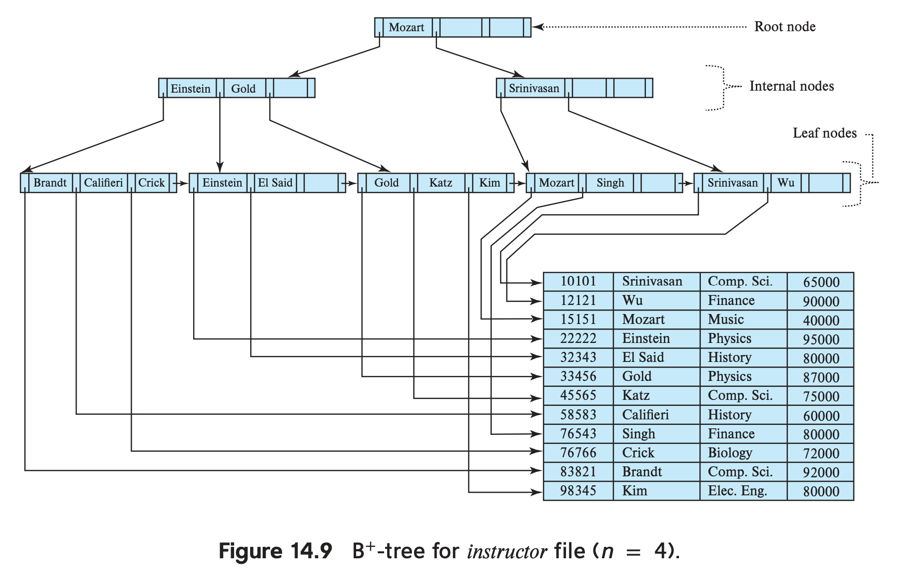 Mozart
Root node
Einstein Gold
Srinivasan
Internal nodes
Leaf nodes
Brandt Califieri Crick
Einstein El Said
Gold Katz Kim
Mozart Singh
Srinivasan Wu
10101 Srinivasan Comp. Sci. 65000
12121 Wu Finance 90000
15151 Mozart Music 40000
22222 Einstein Physics 95000
32343 El Said History 80000
33456 Gold Physics 87000
45565 Katz Comp. Sci. 75000
58583 Califieri History 60000
76543 Singh Finance 80000
76766 Crick Biology 72000
83821 Brandt Comp. Sci. 92000
98345 Kim Elec. Eng. 80000
Figure 14.9 B⁺-tree for instructor file (n = 4).